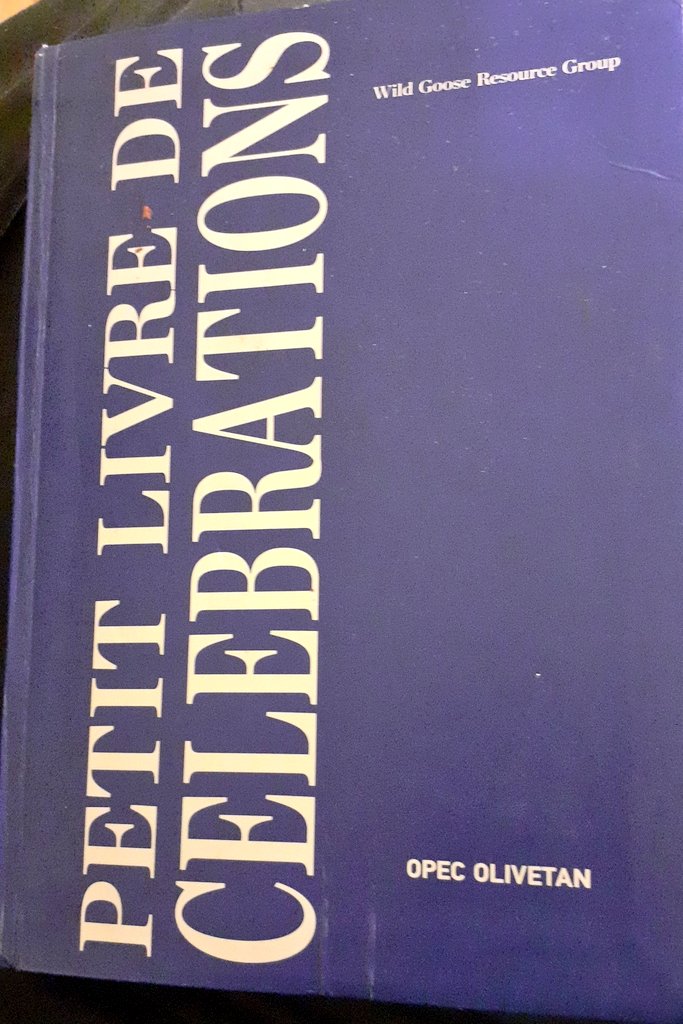 PETIT LIVRE DE
CELEBRATIONS
Wild Goose Resource Group
OPEC OLIVETAN